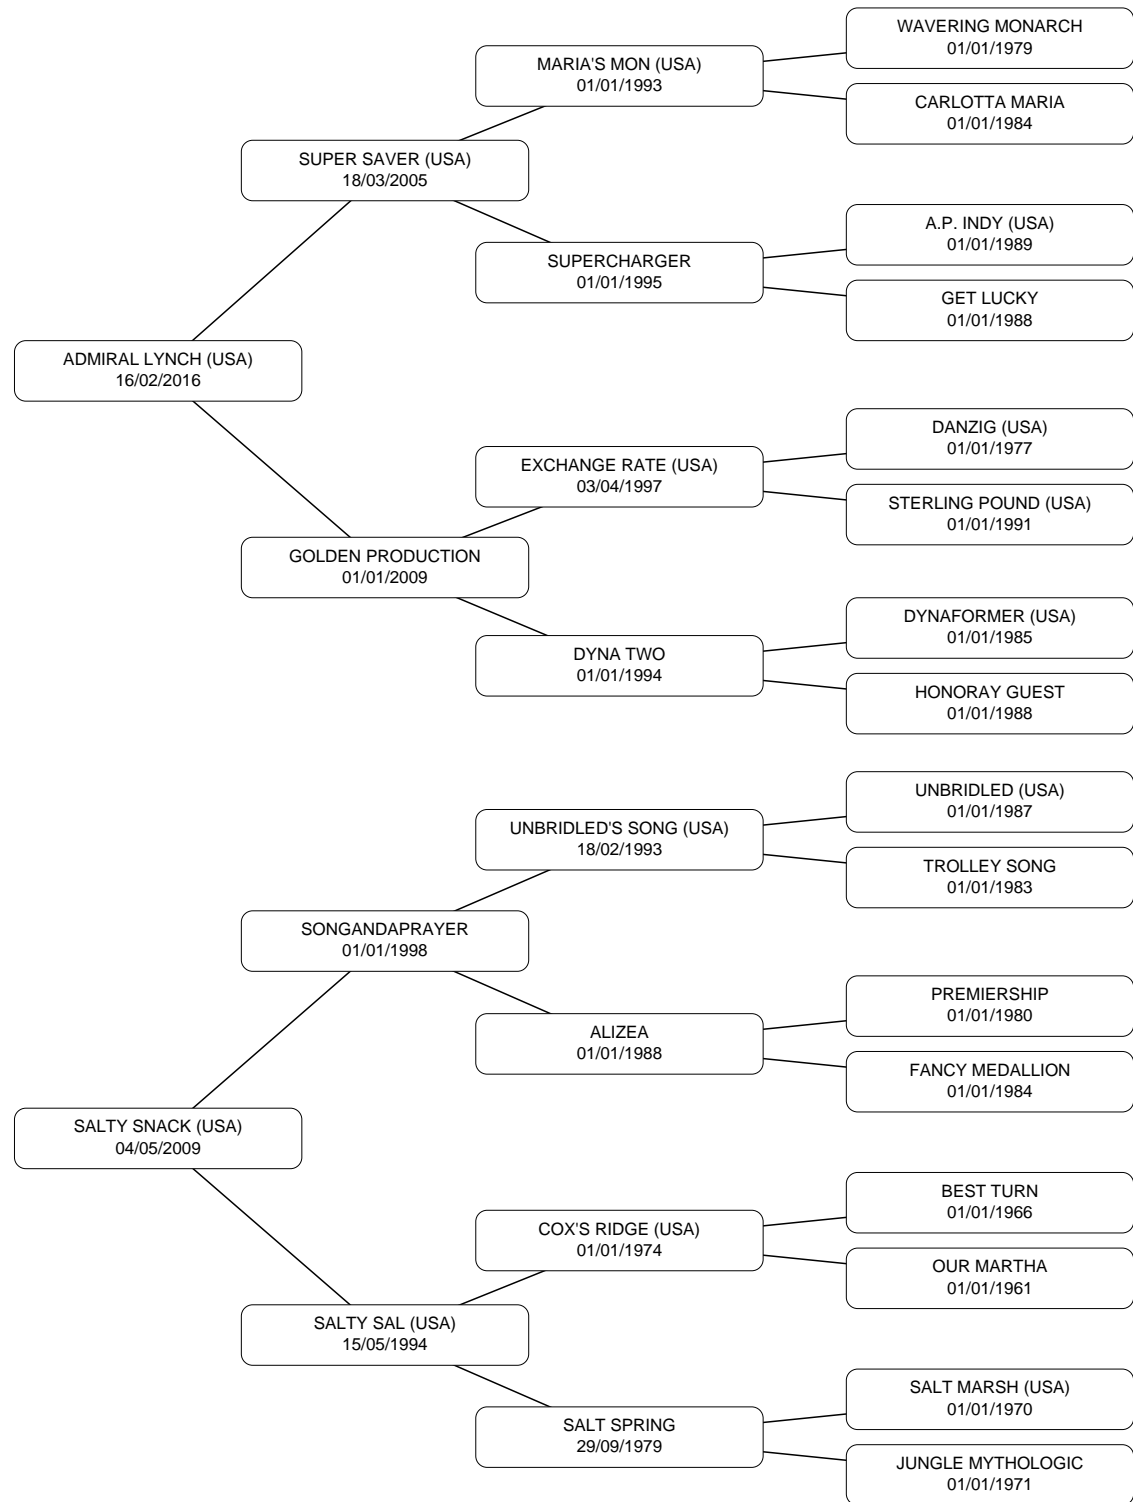 WAVERING MONARCH
01/01/1979
MARIA'S MON (USA)
01/01/1993
CARLOTTA MARIA
01/01/1984
SUPER SAVER (USA)
18/03/2005
A.P. INDY (USA)
01/01/1989
SUPERCHARGER
01/01/1995
GET LUCKY
01/01/1988
ADMIRAL LYNCH (USA)
16/02/2016
DANZIG (USA)
01/01/1977
EXCHANGE RATE (USA)
03/04/1997
STERLING POUND (USA)
01/01/1991
GOLDEN PRODUCTION
01/01/2009
DYNAFORMER (USA)
01/01/1985
DYNA TWO
01/01/1994
HONORAY GUEST
01/01/1988
UNBRIDLED (USA)
01/01/1987
UNBRIDLED'S SONG (USA)
18/02/1993
TROLLEY SONG
01/01/1983
SONGANDAPRAYER
01/01/1998
PREMIERSHIP
01/01/1980
ALIZEA
01/01/1988
FANCY MEDALLION
01/01/1984
SALTY SNACK (USA)
04/05/2009
BEST TURN
01/01/1966
COX'S RIDGE (USA)
01/01/1974
OUR MARTHA
01/01/1961
SALTY SAL (USA)
15/05/1994
SALT MARSH (USA)
01/01/1970
SALT SPRING
29/09/1979
JUNGLE MYTHOLOGIC
01/01/1971